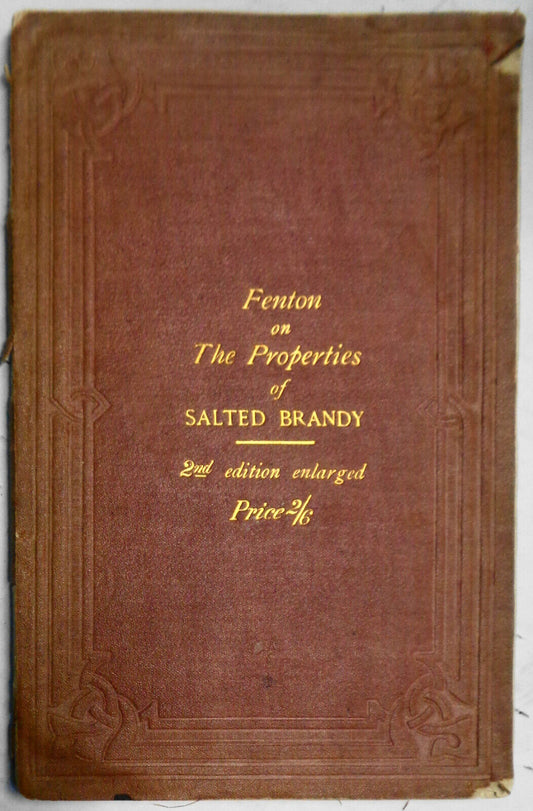 Fenton
on
The Properties
of
SALTED BRANDY
2nd edition enlarged
Price 2/6